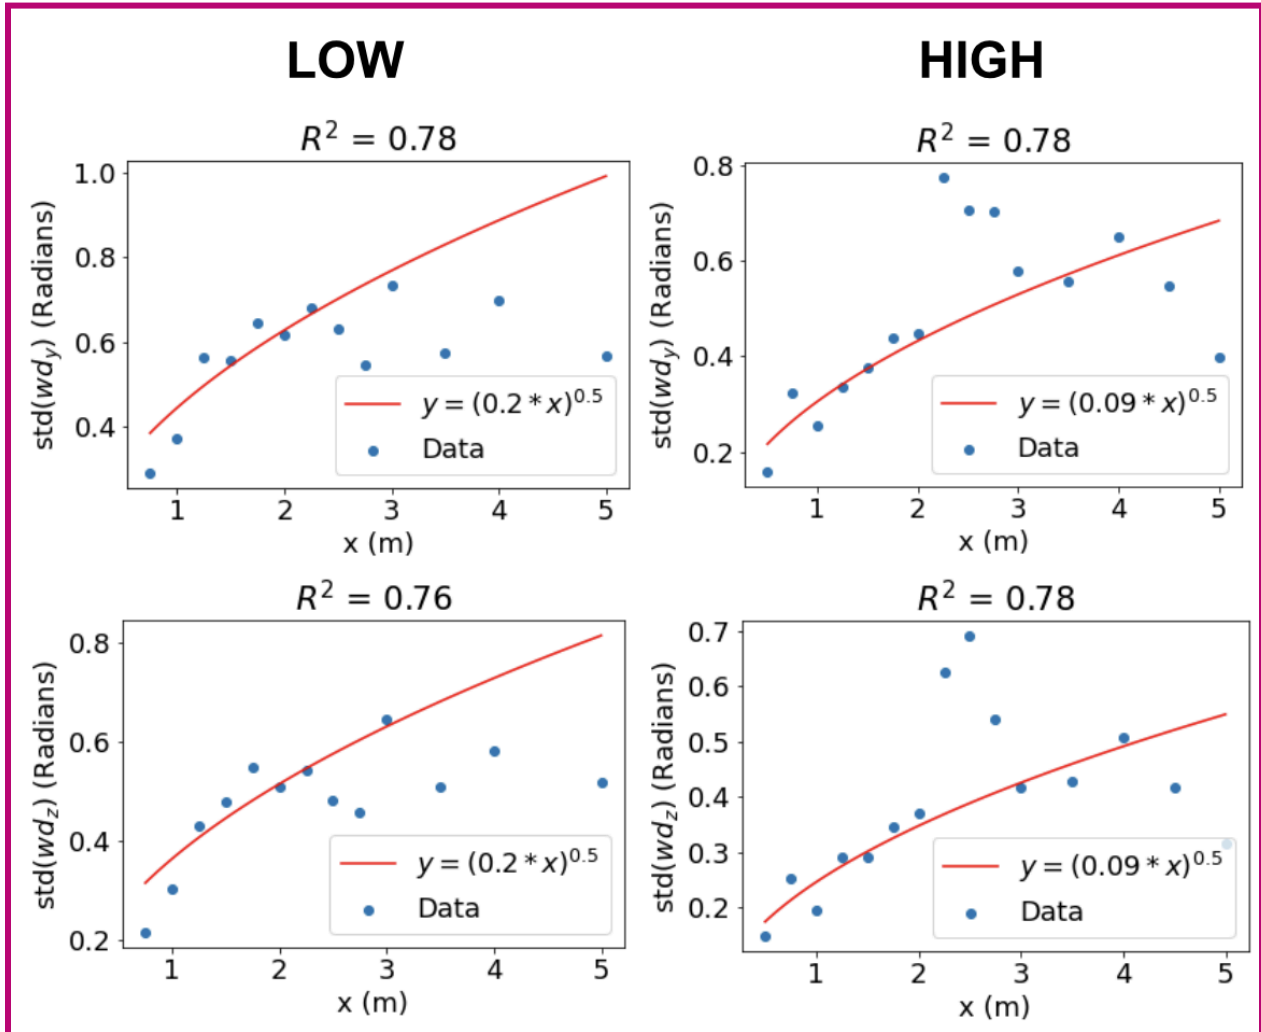 LOW
HIGH
R² = 0.78
1.0
0.8
0.6
0.4
std(wd_y) (Radians)
y = (0.2 * x)^0.5
Data
1 2 3 4 5
x (m)
R² = 0.78
0.8
0.6
0.4
0.2
std(wd_y) (Radians)
y = (0.09 * x)^0.5
Data
1 2 3 4 5
x (m)
R² = 0.76
0.8
0.6
0.4
0.2
std(wd_z) (Radians)
y = (0.2 * x)^0.5
Data
1 2 3 4 5
x (m)
R² = 0.78
0.7
0.6
0.5
0.4
0.3
0.2
std(wd_z) (Radians)
y = (0.09 * x)^0.5
Data
1 2 3 4 5
x (m)